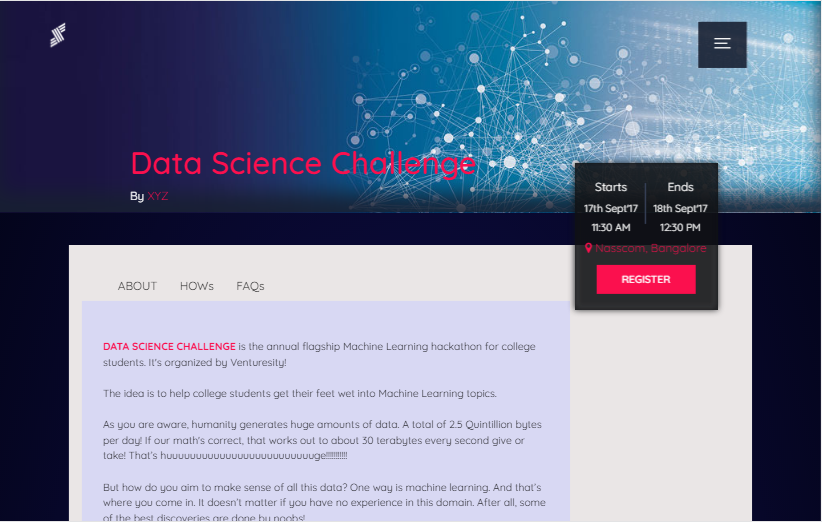 Data Science Challenge
By XYZ
Starts Ends
17th Sept'17 18th Sept'17
11:30 AM 12:30 PM
Nasscom, Bangalore
REGISTER
ABOUT HOWs FAQs
DATA SCIENCE CHALLENGE is the annual flagship Machine Learning hackathon for college
students. It's organized by Venturesity!
The idea is to help college students get their feet wet into Machine Learning topics.
As you are aware, humanity generates huge amounts of data. A total of 2.5 Quintillion bytes
per day! If our math's correct, that works out to about 30 terabytes every second give or
take! That's huuuuuuuuuuuuuuuuuuuuuuuuuge!!!!!!!!!!
But how do you aim to make sense of all this data? One way is machine learning. And that's
where you come in. It doesn't matter if you have no experience in this domain. After all, some
of the best discoveries are done by noobs!